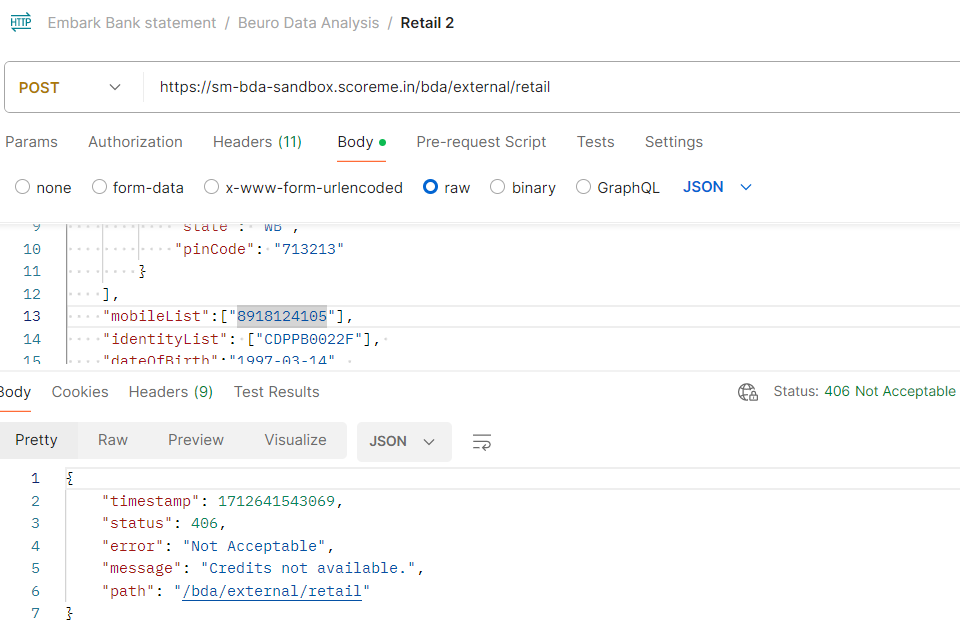 HTTP Embark Bank statement / Beuro Data Analysis / Retail 2
POST https://sm-bda-sandbox.scoreme.in/bda/external/retail
Params Authorization Headers (11) Body Pre-request Script Tests Settings
none form-data x-www-form-urlencoded raw binary GraphQL JSON
9 "state": "WB",
10 "pinCode": "713213"
11 }
12 ],
13 "mobileList":["8918124105"],
14 "identityList": ["CDPPB0022F"],
15 "dateOfBirth":"1997-03-14"
Body Cookies Headers (9) Test Results Status: 406 Not Acceptable
Pretty Raw Preview Visualize JSON
1 {
2 "timestamp": 1712641543069,
3 "status": 406,
4 "error": "Not Acceptable",
5 "message": "Credits not available.",
6 "path": "/bda/external/retail"
7 }